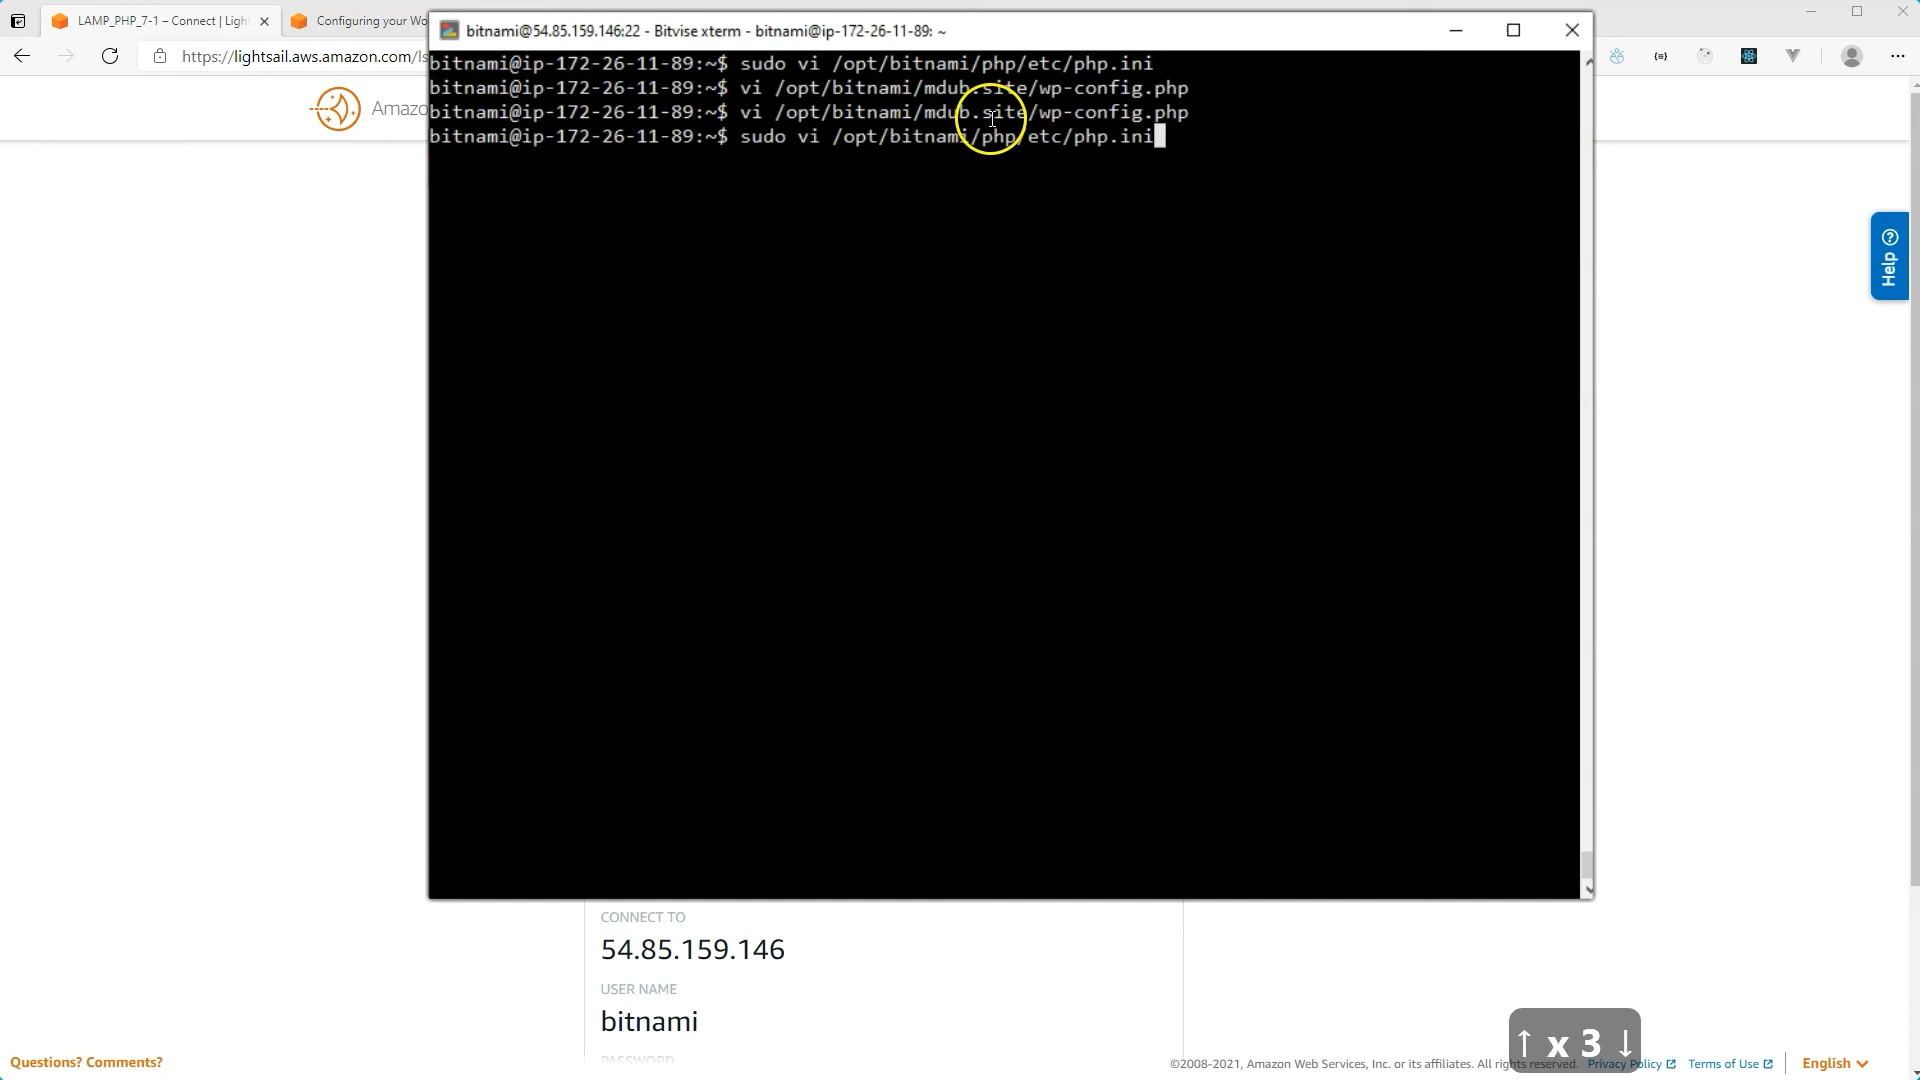 LAMP_PHP_7-1 – Connect | Ligh
Configuring your Wo
https://lightsail.aws.amazon.com/ls
Amazo
bitnami@54.85.159.146:22 - Bitvise xterm - bitnami@ip-172-26-11-89: ~
bitnami@ip-172-26-11-89:~$ sudo vi /opt/bitnami/php/etc/php.ini
bitnami@ip-172-26-11-89:~$ vi /opt/bitnami/mdub.site/wp-config.php
bitnami@ip-172-26-11-89:~$ vi /opt/bitnami/mdub.site/wp-config.php
bitnami@ip-172-26-11-89:~$ sudo vi /opt/bitnami/php/etc/php.ini
Help
CONNECT TO
54.85.159.146
USER NAME
bitnami
PASSWORD
↑ x 3 ↓
Questions? Comments?
©2008-2021, Amazon Web Services, Inc. or its affiliates. All rights reserved. Privacy Policy Terms of Use English